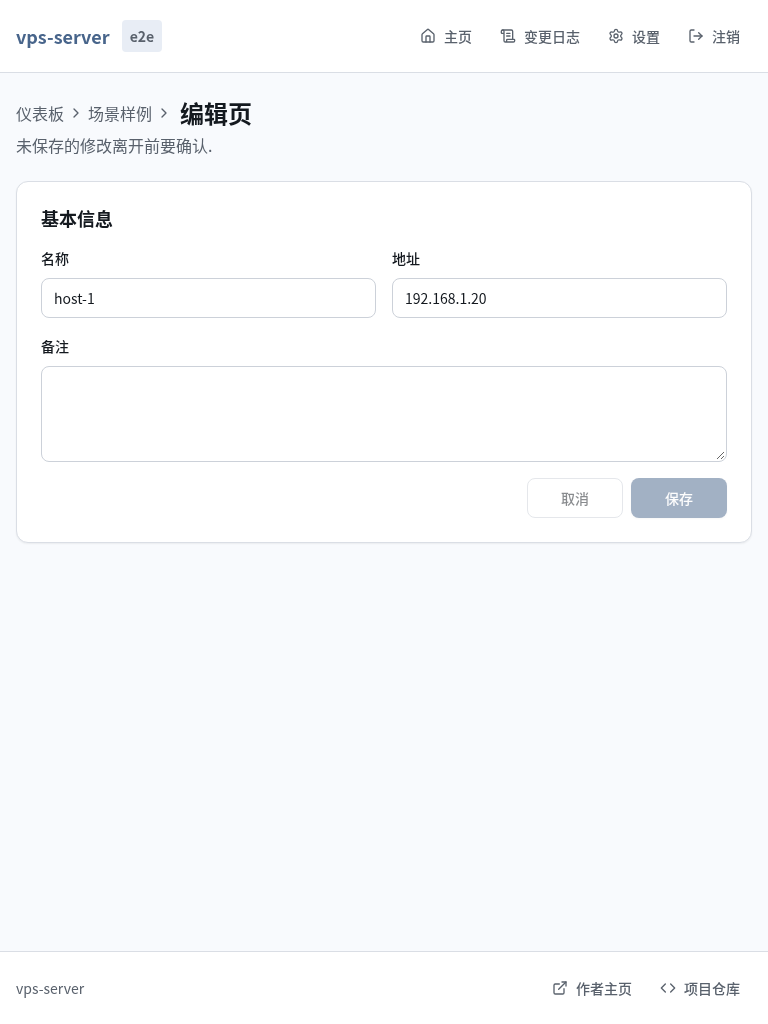 vps-server e2e 主页 变更日志 设置 注销
仪表板 场景样例 编辑页
未保存的修改离开前要确认.
基本信息
名称 地址
host-1 192.168.1.20
备注
取消 保存
vps-server 作者主页 项目仓库